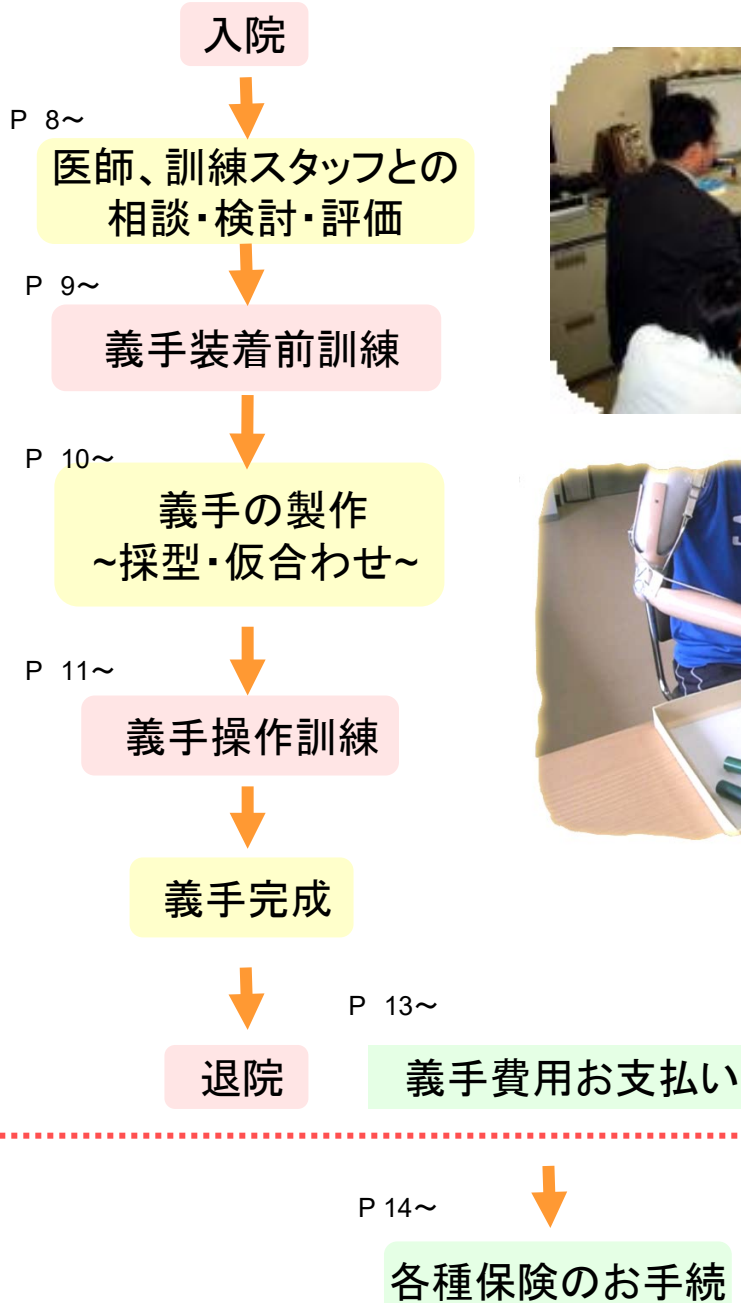 入院
P 8～
医師、訓練スタッフとの
相談・検討・評価
P 9～
義手装着前訓練
P 10～
義手の製作
~採型・仮合わせ~
P 11～
義手操作訓練
義手完成
P 13～
退院
義手費用お支払い
P 14～
各種保険のお手続